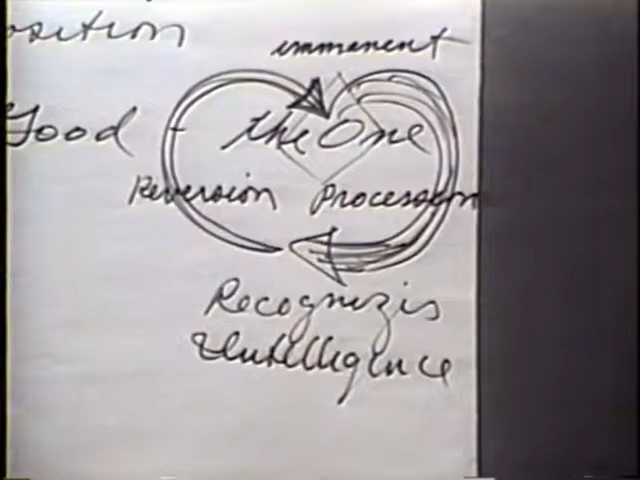 osition
immanent
Good - the One
Reversion Procession
Recognizis
Intelligence